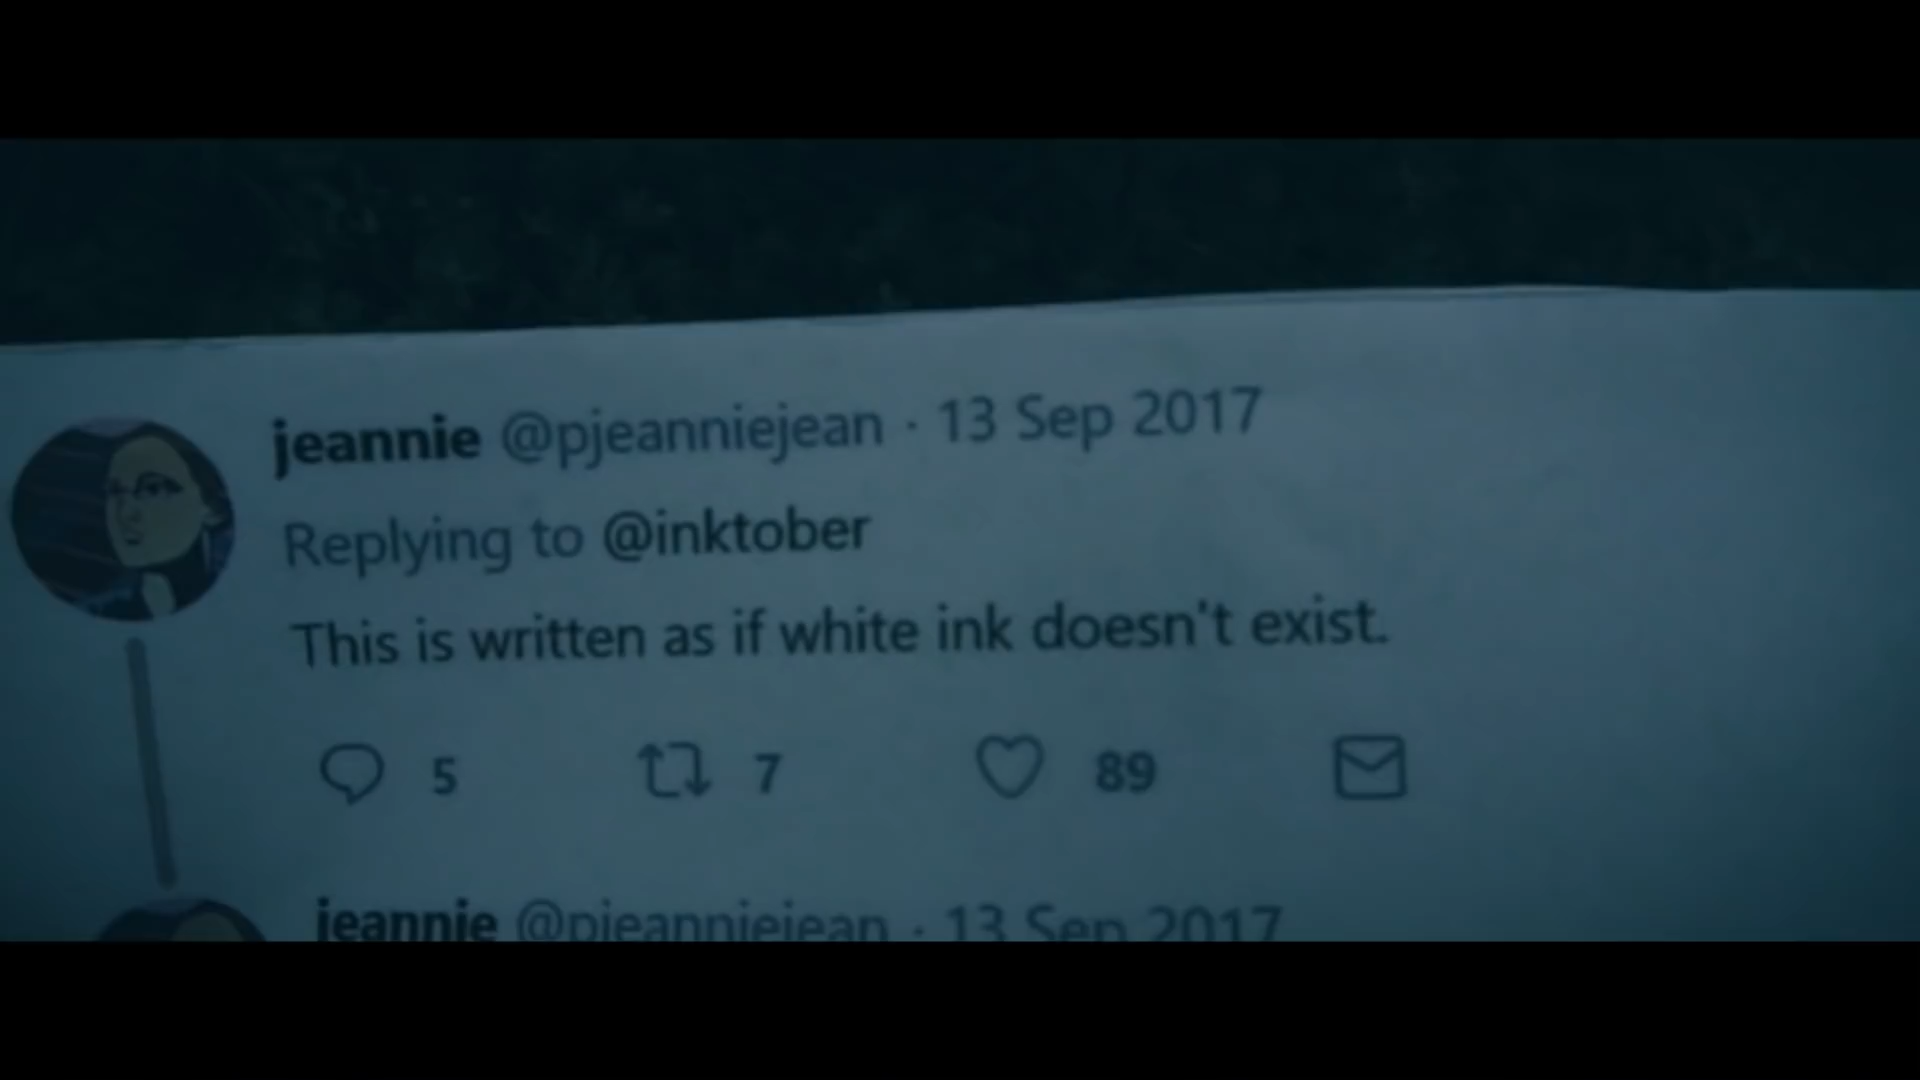 jeannie @pjeanniejean · 13 Sep 2017
Replying to @inktober
This is written as if white ink doesn't exist.
5 7 89
jeannie @pjeanniejean · 13 Sep 2017